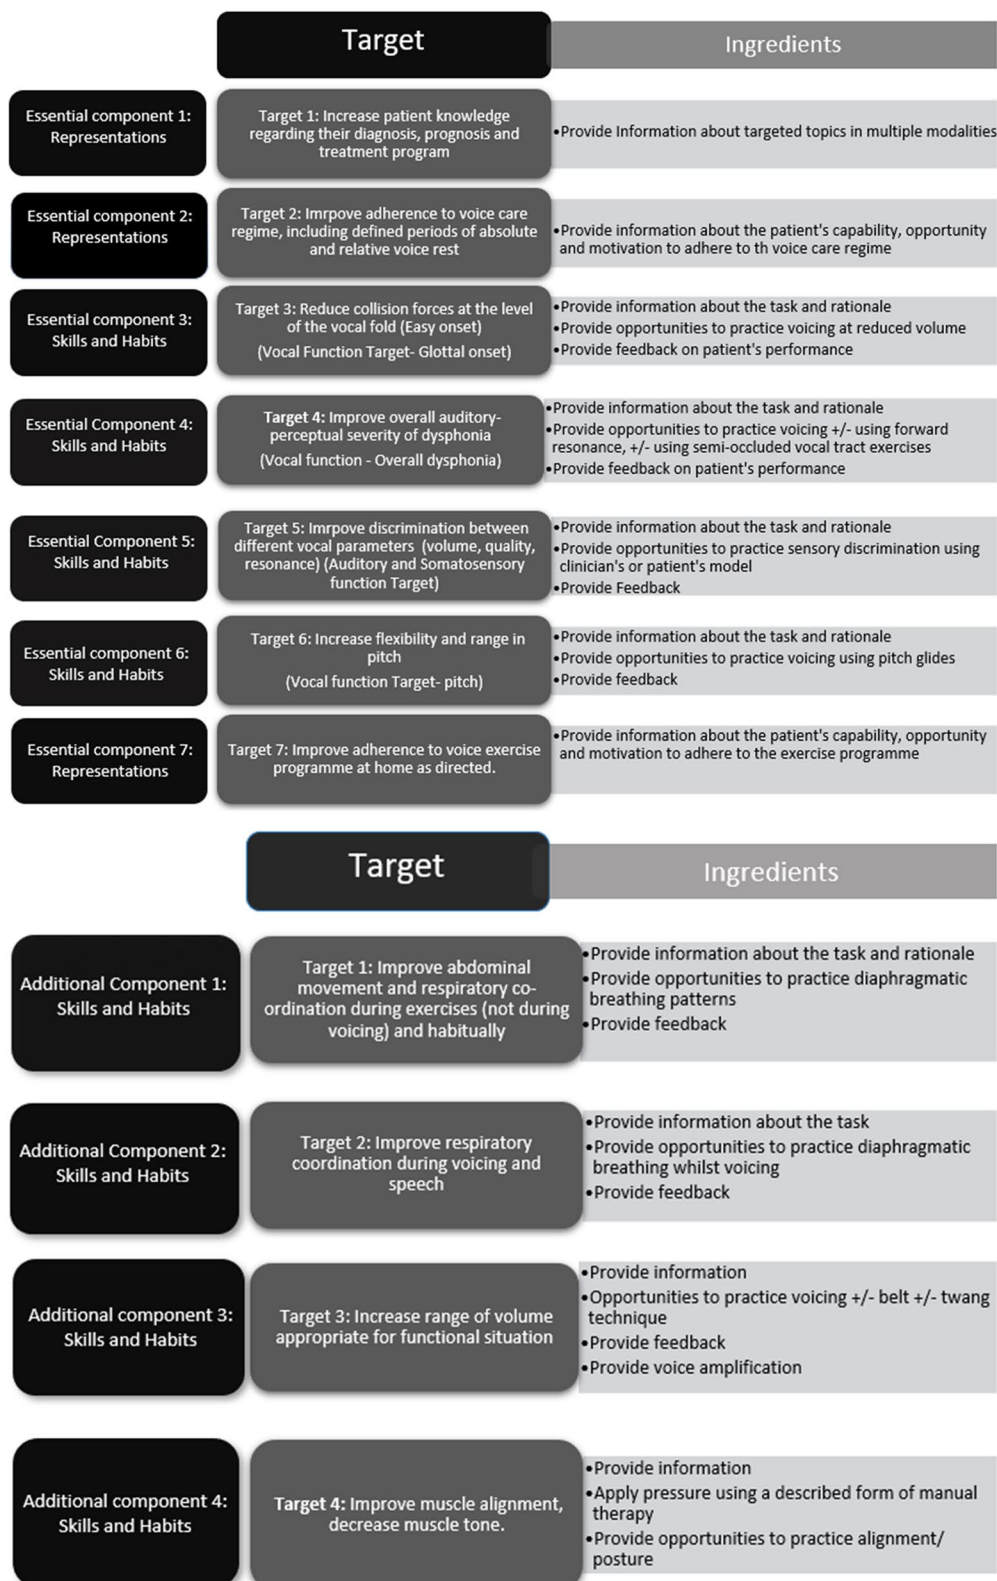 Target
Ingredients
Essential component 1:
Representations
Target 1: Increase patient knowledge
regarding their diagnosis, prognosis and
treatment program
•Provide Information about targeted topics in multiple modalities
Essential component 2:
Representations
Target 2: Imrpove adherence to voice care
regime, including defined periods of absolute
and relative voice rest
•Provide information about the patient's capability, opportunity
and motivation to adhere to th voice care regime
Essential component 3:
Skills and Habits
Target 3: Reduce collision forces at the level
of the vocal fold (Easy onset)
(Vocal Function Target- Glottal onset)
•Provide information about the task and rationale
•Provide opportunities to practice voicing at reduced volume
•Provide feedback on patient's performance
Essential Component 4:
Skills and Habits
Target 4: Improve overall auditory-
perceptual severity of dysphonia
(Vocal function - Overall dysphonia)
•Provide information about the task and rationale
•Provide opportunities to practice voicing +/- using forward
resonance, +/- using semi-occluded vocal tract exercises
•Provide feedback on patient's performance
Essential Component 5:
Skills and Habits
Target 5: Imrpove discrimination between
different vocal parameters (volume, quality,
resonance) (Auditory and Somatosensory
function Target)
•Provide information about the task and rationale
•Provide opportunities to practice sensory discrimination using
clinician's or patient's model
•Provide Feedback
Essential component 6:
Skills and Habits
Target 6: Increase flexibility and range in
pitch
(Vocal function Target- pitch)
•Provide information about the task and rationale
•Provide opportunities to practice voicing using pitch glides
•Provide feedback
Essential component 7:
Representations
Target 7: Improve adherence to voice exercise
programme at home as directed.
•Provide information about the patient's capability, opportunity
and motivation to adhere to the exercise programme
Target
Ingredients
Additional Component 1:
Skills and Habits
Target 1: Improve abdominal
movement and respiratory co-
ordination during exercises (not during
voicing) and habitually
•Provide information about the task and rationale
•Provide opportunities to practice diaphragmatic
breathing patterns
•Provide feedback
Additional Component 2:
Skills and Habits
Target 2: Improve respiratory
coordination during voicing and
speech
•Provide information about the task
•Provide opportunities to practice diaphragmatic
breathing whilst voicing
•Provide feedback
Additional component 3:
Skills and Habits
Target 3: Increase range of volume
appropriate for functional situation
•Provide information
•Opportunities to practice voicing +/- belt +/- twang
technique
•Provide feedback
•Provide voice amplification
Additional component 4:
Skills and Habits
Target 4: Improve muscle alignment,
decrease muscle tone.
•Provide information
•Apply pressure using a described form of manual
therapy
•Provide opportunities to practice alignment/
posture